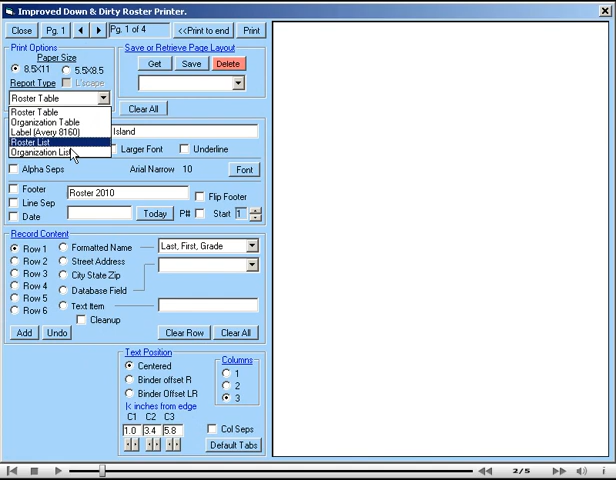 Improved Down & Dirty Roster Printer.
Close Pg. 1 Pg. 1 of 4 <<Print to end Print
Print Options
Paper Size
8.5X11 5.5X8.5
Report Type L'scape
Roster Table
Save or Retrieve Page Layout
Get Save Delete
Clear All
Roster Table
Organization Table
Label (Avery 8160)
Roster List
Organization List
Island
Larger Font Underline
Alpha Seps Arial Narrow 10 Font
Footer Roster 2010 Flip Footer
Line Sep
Date Today P# Start 1
Record Content
Row 1 Formatted Name Last, First, Grade
Row 2 Street Address
Row 3 City State Zip
Row 4 Database Field
Row 5 Text Item
Row 6 Cleanup
Add Undo Clear Row Clear All
Text Position
Centered
Binder offset R
Binder Offset LR
|< inches from edge
C1 C2 C3
1.0 3.4 5.8
Columns
1
2
3
Col Seps
Default Tabs
2/5
i